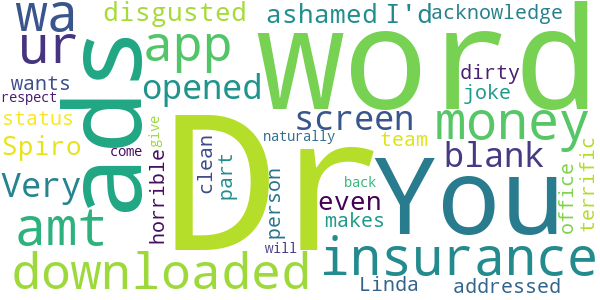 wa disgusted ashamed I'd acknowledge
ur app word
wants opened dirty
respect ads screen joke money
status clean blank
Spiro Dr You
Very horrible part person naturally team give come
amt even office terrific
makes back
downloaded will insurance
Linda addressed